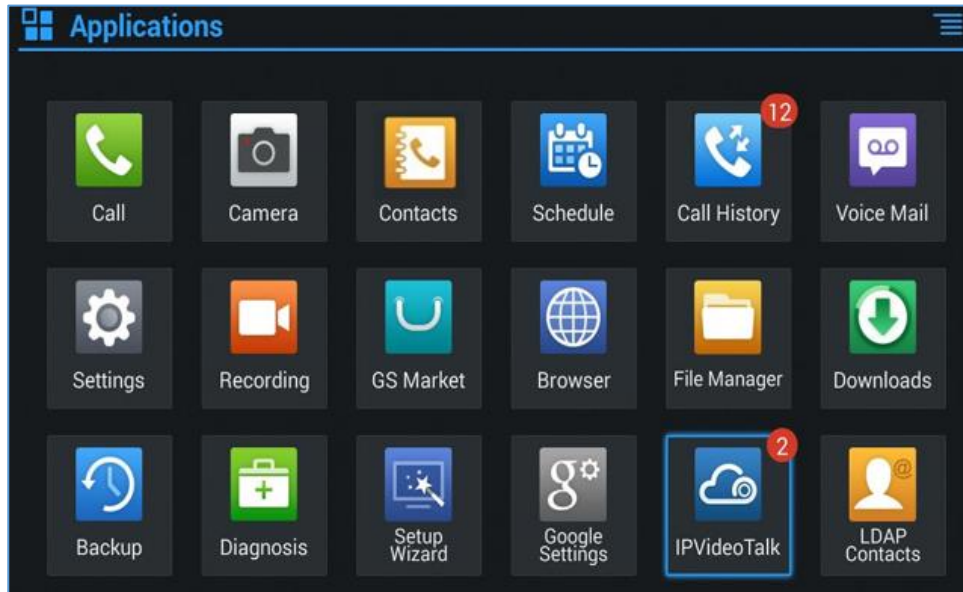 Applications
12
Call
Camera
Contacts
Schedule
Call History
Voice Mail
Settings
Recording
GS Market
Browser
File Manager
Downloads
2
Backup
Diagnosis
Setup
Wizard
g
Google
Settings
IPVideoTalk
@
LDAP
Contacts